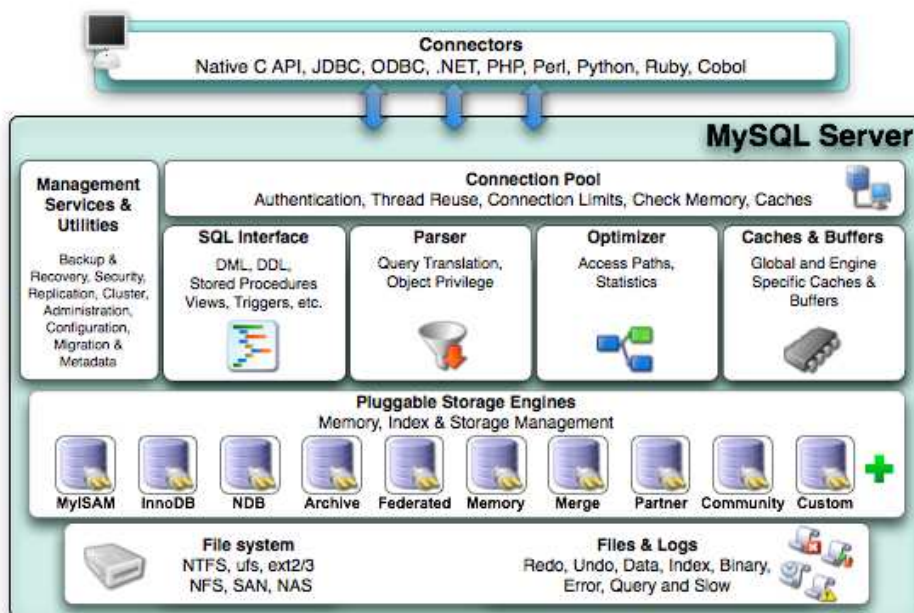 Connectors
Native C API, JDBC, ODBC, .NET, PHP, Perl, Python, Ruby, Cobol
MySQL Server
Management
Services &
Utilities
Backup &
Recovery, Security,
Replication, Cluster,
Administration,
Configuration,
Migration &
Metadata
Connection Pool
Authentication, Thread Reuse, Connection Limits, Check Memory, Caches
SQL Interface
DML, DDL,
Stored Procedures
Views, Triggers, etc.
Parser
Query Translation,
Object Privilege
Optimizer
Access Paths,
Statistics
Caches & Buffers
Global and Engine
Specific Caches &
Buffers
Pluggable Storage Engines
Memory, Index & Storage Management
MyISAM
InnoDB
NDB
Archive
Federated
Memory
Merge
Partner
Community
Custom
File system
NTFS, ufs, ext2/3
NFS, SAN, NAS
Files & Logs
Redo, Undo, Data, Index, Binary,
Error, Query and Slow